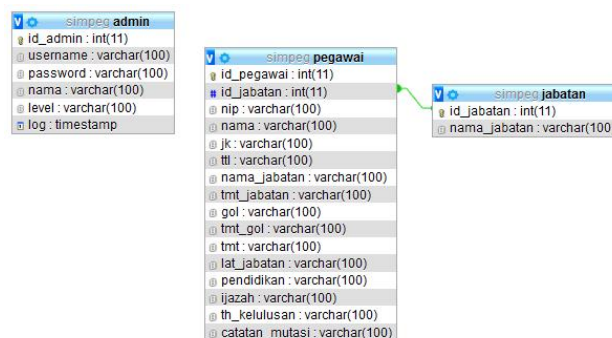 simpeg admin
id_admin : int(11)
username : varchar(100)
password : varchar(100)
nama : varchar(100)
level : varchar(100)
log : timestamp
simpeg pegawai
id_pegawai : int(11)
id_jabatan : int(11)
nip : varchar(100)
nama : varchar(100)
jk : varchar(100)
ttl : varchar(100)
nama_jabatan : varchar(100)
tmt_jabatan : varchar(100)
gol : varchar(100)
tmt_gol : varchar(100)
tmt : varchar(100)
lat_jabatan : varchar(100)
pendidikan : varchar(100)
ijazah : varchar(100)
th_kelulusan : varchar(100)
catatan_mutasi : varchar(100)
simpeg jabatan
id_jabatan : int(11)
nama_jabatan : varchar(100